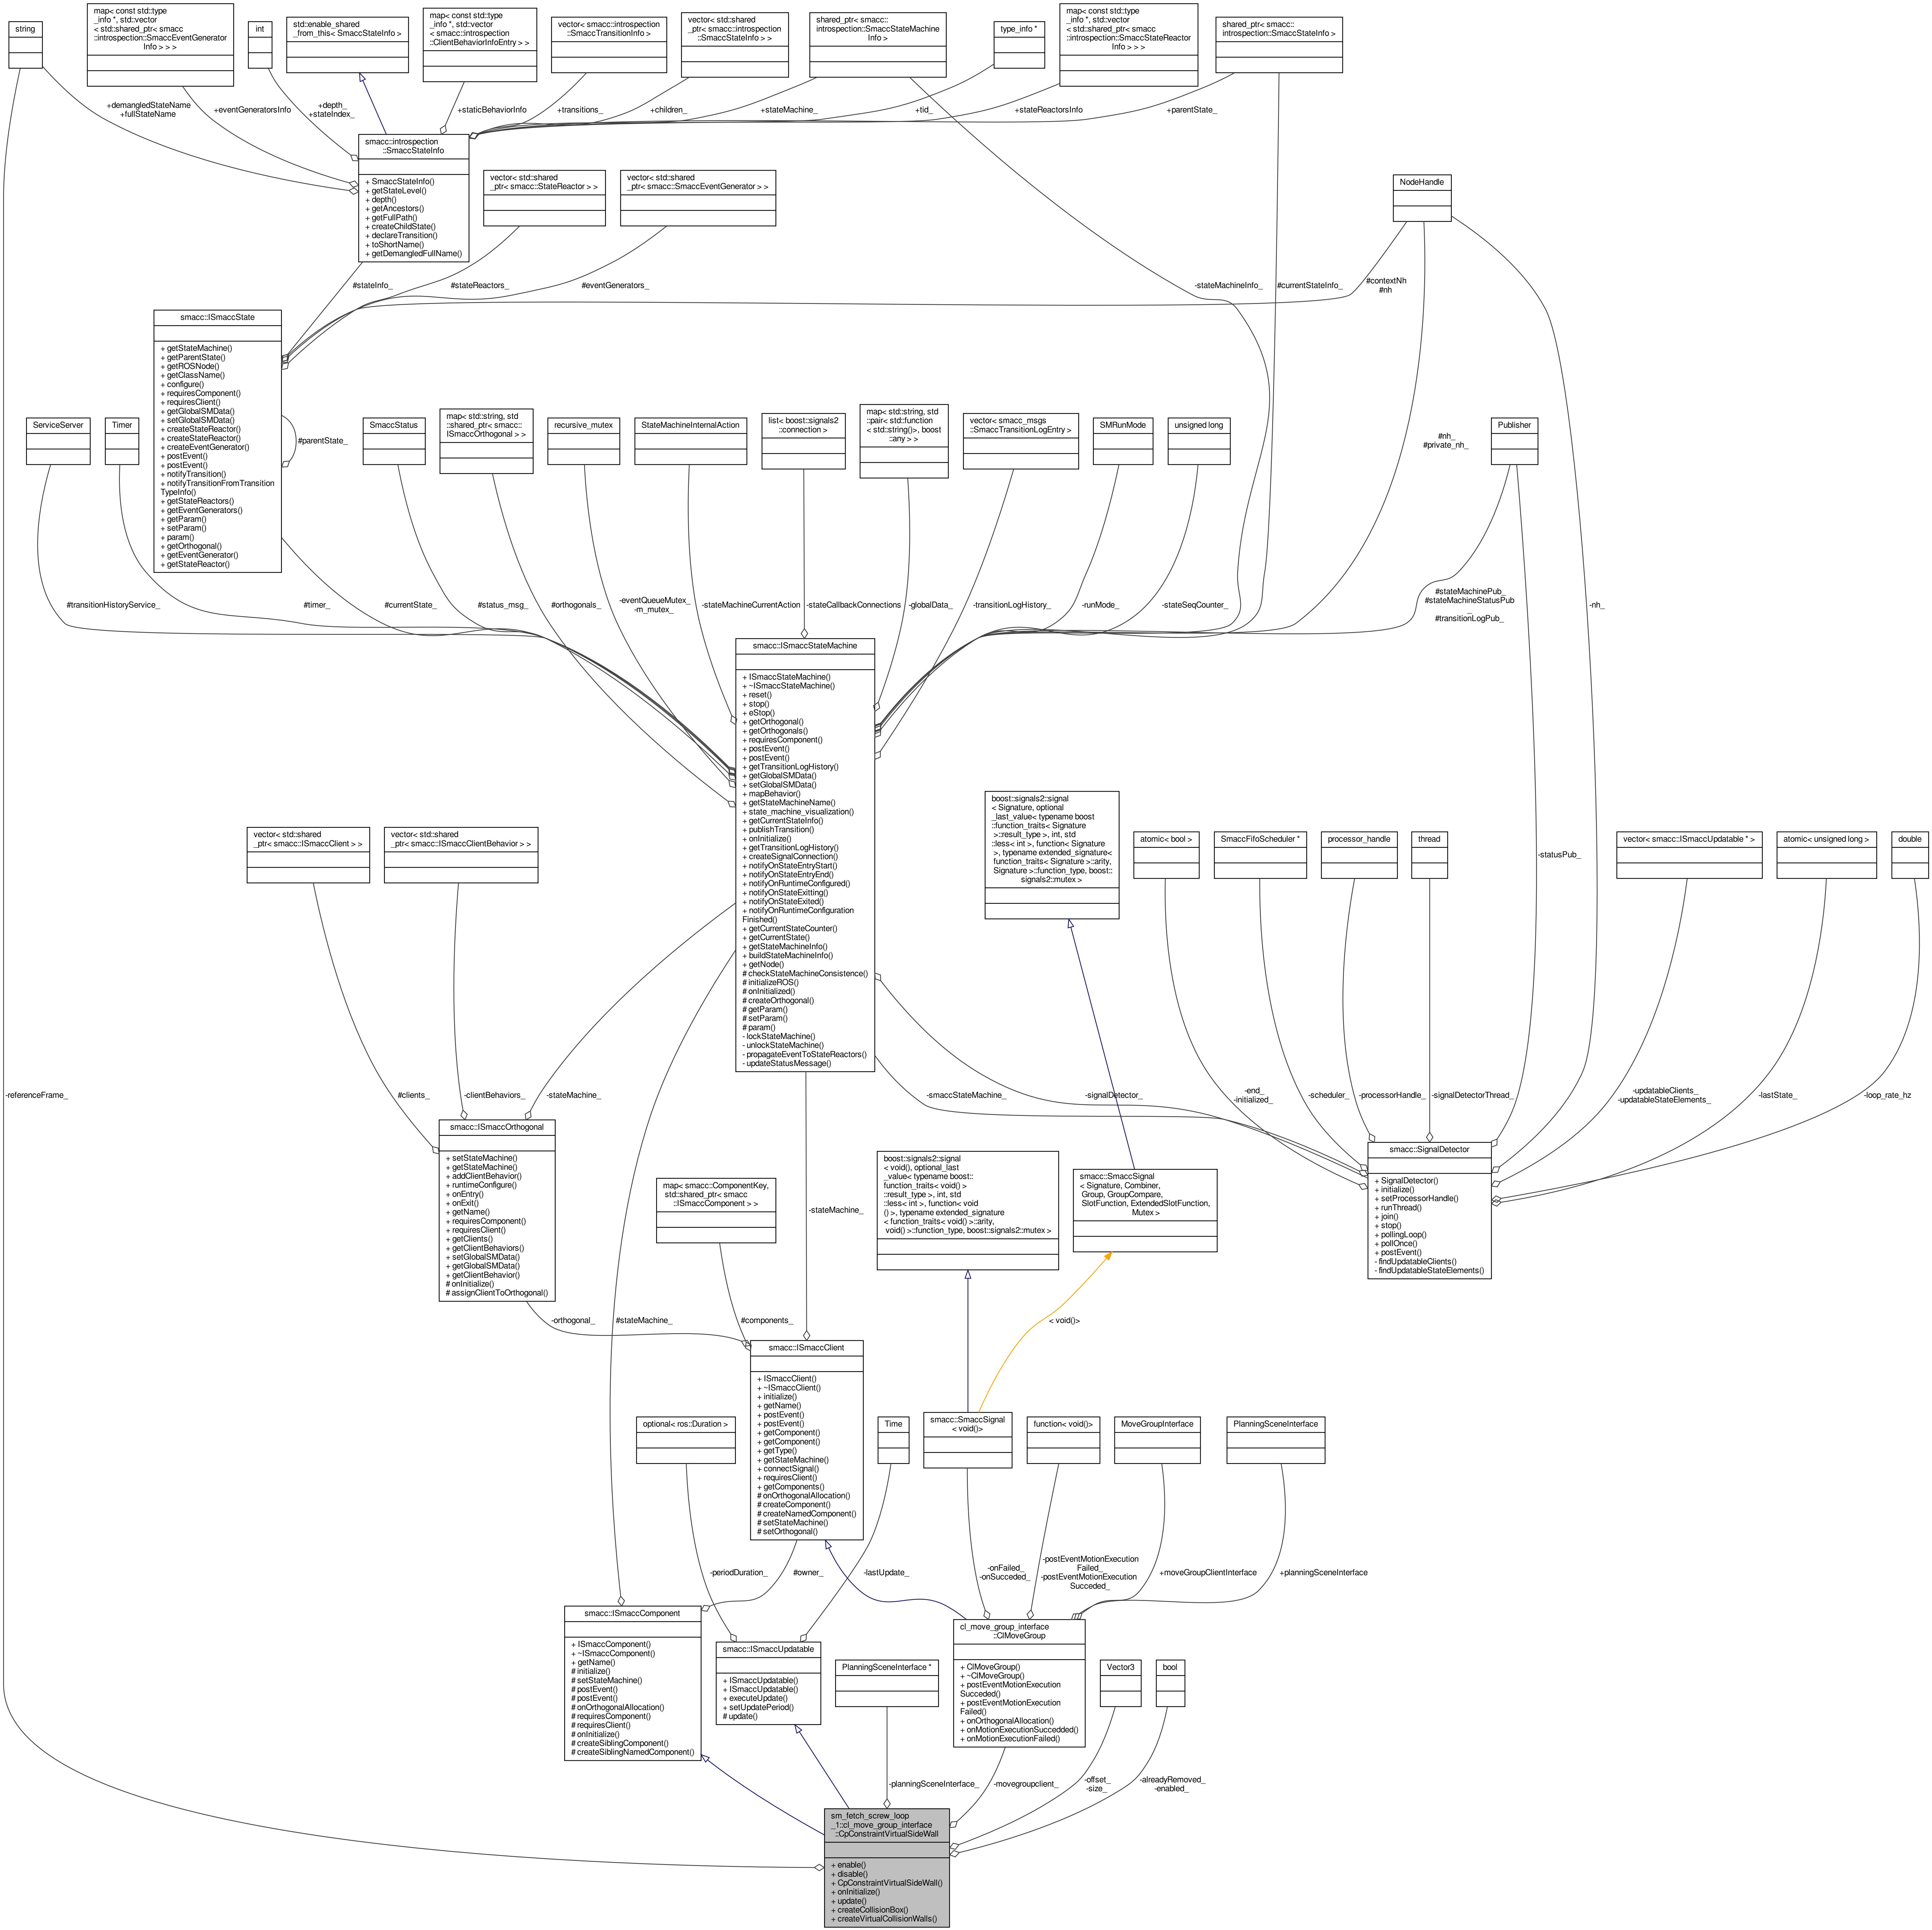 string
map< const std::type
_info *, std::vector
< std::shared_ptr< smacc
::introspection::SmaccEventGenerator
Info > > >
int
std::enable_shared
_from_this< SmaccStateInfo >
map< const std::type
_info *, std::vector
< smacc::introspection
::ClientBehaviorInfoEntry > >
vector< smacc::introspection
::SmaccTransitionInfo >
vector< std::shared
_ptr< smacc::introspection
::SmaccStateInfo > >
shared_ptr< smacc::
introspection::SmaccStateMachine
Info >
type_info *
map< const std::type
_info *, std::vector
< std::shared_ptr< smacc
::introspection::SmaccStateReactor
Info > > >
shared_ptr< smacc::
introspection::SmaccStateInfo >
+demangledStateName
+fullStateName
+eventGeneratorsInfo
+depth_
+stateIndex_
+staticBehaviorInfo
+transitions_
+children_
+stateMachine_
+tid_
+stateReactorsInfo
+parentState_
smacc::introspection
::SmaccStateInfo
+ SmaccStateInfo()
+ getStateLevel()
+ depth()
+ getAncestors()
+ getFullPath()
+ createChildState()
+ declareTransition()
+ toShortName()
+ getDemangledFullName()
vector< std::shared
_ptr< smacc::StateReactor > >
vector< std::shared
_ptr< smacc::SmaccEventGenerator > >
NodeHandle
#stateInfo_
#stateReactors_
#eventGenerators_
-stateMachineInfo_
#currentStateInfo_
#contextNh
#nh
smacc::ISmaccState
+ getStateMachine()
+ getParentState()
+ getROSNode()
+ getClassName()
+ configure()
+ requiresComponent()
+ requiresClient()
+ getGlobalSMData()
+ setGlobalSMData()
+ createStateReactor()
+ createStateReactor()
+ createEventGenerator()
+ postEvent()
+ postEvent()
+ notifyTransition()
+ notifyTransitionFromTransition
TypeInfo()
+ getStateReactors()
+ getEventGenerators()
+ getParam()
+ setParam()
+ param()
+ getOrthogonal()
+ getEventGenerator()
+ getStateReactor()
#parentState_
ServiceServer
Timer
SmaccStatus
map< std::string, std
::shared_ptr< smacc::
ISmaccOrthogonal > >
recursive_mutex
StateMachineInternalAction
list< boost::signals2
::connection >
map< std::string, std
::pair< std::function
< std::string()>, boost
::any > >
vector< smacc_msgs
::SmaccTransitionLogEntry >
SMRunMode
unsigned long
#nh_
#private_nh_
Publisher
#transitionHistoryService_
#timer_
#currentState_
#status_msg_
#orthogonals_
-eventQueueMutex_
-m_mutex_
-stateMachineCurrentAction
-stateCallbackConnections
-globalData_
-transitionLogHistory_
-runMode_
-stateSeqCounter_
#stateMachinePub_
#stateMachineStatusPub
_
#transitionLogPub_
-nh_
smacc::ISmaccStateMachine
+ ISmaccStateMachine()
+ ~ISmaccStateMachine()
+ reset()
+ stop()
+ eStop()
+ getOrthogonal()
+ getOrthogonals()
+ requiresComponent()
+ postEvent()
+ postEvent()
+ getTransitionLogHistory()
+ getGlobalSMData()
+ setGlobalSMData()
+ mapBehavior()
+ getStateMachineName()
+ state_machine_visualization()
+ getCurrentStateInfo()
+ publishTransition()
+ onInitialize()
+ getTransitionLogHistory()
+ createSignalConnection()
+ notifyOnStateEntryStart()
+ notifyOnStateEntryEnd()
+ notifyOnRuntimeConfigured()
+ notifyOnStateExitting()
+ notifyOnStateExited()
+ notifyOnRuntimeConfiguration
Finished()
+ getCurrentStateCounter()
+ getCurrentState()
+ getStateMachineInfo()
+ buildStateMachineInfo()
+ getNode()
# checkStateMachineConsistence()
# initializeROS()
# onInitialized()
# createOrthogonal()
# getParam()
# setParam()
# param()
- lockStateMachine()
- unlockStateMachine()
- propagateEventToStateReactors()
- updateStatusMessage()
vector< std::shared
_ptr< smacc::ISmaccClient > >
vector< std::shared
_ptr< smacc::ISmaccClientBehavior > >
boost::signals2::signal
< Signature, optional
_last_value< typename boost
::function_traits< Signature
>::result_type >, int, std
::less< int >, function< Signature
>, typename extended_signature<
function_traits< Signature >::arity,
Signature >::function_type, boost::
signals2::mutex >
atomic< bool >
SmaccFifoScheduler *
processor_handle
thread
-statusPub_
vector< smacc::ISmaccUpdatable * >
atomic< unsigned long >
double
-referenceFrame_
#clients_
-clientBehaviors_
-stateMachine_
-smaccStateMachine_
-signalDetector_
-end_
-initialized_
-scheduler_
-processorHandle_
-signalDetectorThread_
-updatableClients_
-updatableStateElements_
-lastState_
-loop_rate_hz
smacc::ISmaccOrthogonal
+ setStateMachine()
+ getStateMachine()
+ addClientBehavior()
+ runtimeConfigure()
+ onEntry()
+ onExit()
+ getName()
+ requiresComponent()
+ requiresClient()
+ getClients()
+ getClientBehaviors()
+ setGlobalSMData()
+ getGlobalSMData()
+ getClientBehavior()
# onInitialize()
# assignClientToOrthogonal()
map< smacc::ComponentKey,
std::shared_ptr< smacc
::ISmaccComponent > >
-stateMachine_
boost::signals2::signal
< void(), optional_last
_value< typename boost::
function_traits< void() >
::result_type >, int, std
::less< int >, function< void
() >, typename extended_signature
< function_traits< void() >::arity,
void() >::function_type, boost::signals2::mutex >
smacc::SmaccSignal
< Signature, Combiner,
Group, GroupCompare,
SlotFunction, ExtendedSlotFunction,
Mutex >
smacc::SignalDetector
+ SignalDetector()
+ initialize()
+ setProcessorHandle()
+ runThread()
+ join()
+ stop()
+ pollingLoop()
+ pollOnce()
+ postEvent()
- findUpdatableClients()
- findUpdatableStateElements()
-orthogonal_
#stateMachine_
#components_
< void()>
smacc::ISmaccClient
+ ISmaccClient()
+ ~ISmaccClient()
+ initialize()
+ getName()
+ postEvent()
+ postEvent()
+ getComponent()
+ getComponent()
+ getType()
+ getStateMachine()
+ connectSignal()
+ requiresClient()
+ getComponents()
# onOrthogonalAllocation()
# createComponent()
# createNamedComponent()
# setStateMachine()
# setOrthogonal()
optional< ros::Duration >
Time
smacc::SmaccSignal
< void()>
function< void()>
MoveGroupInterface
PlanningSceneInterface
-periodDuration_
#owner_
-lastUpdate_
-onFailed_
-onSucceded_
-postEventMotionExecution
Failed_
-postEventMotionExecution
Succeded_
+moveGroupClientInterface
+planningSceneInterface
smacc::ISmaccComponent
+ ISmaccComponent()
+ ~ISmaccComponent()
+ getName()
# initialize()
# setStateMachine()
# postEvent()
# postEvent()
# onOrthogonalAllocation()
# requiresComponent()
# requiresClient()
# onInitialize()
# createSiblingComponent()
# createSiblingNamedComponent()
smacc::ISmaccUpdatable
+ ISmaccUpdatable()
+ ISmaccUpdatable()
+ executeUpdate()
+ setUpdatePeriod()
# update()
PlanningSceneInterface *
cl_move_group_interface
::ClMoveGroup
+ ClMoveGroup()
+ ~ClMoveGroup()
+ postEventMotionExecution
Succeded()
+ postEventMotionExecution
Failed()
+ onOrthogonalAllocation()
+ onMotionExecutionSuccedded()
+ onMotionExecutionFailed()
Vector3
bool
-planningSceneInterface_
-movegroupclient_
-offset_
-size_
-alreadyRemoved_
-enabled_
sm_fetch_screw_loop
_1::cl_move_group_interface
::CpConstraintVirtualSideWall
+ enable()
+ disable()
+ CpConstraintVirtualSideWall()
+ onInitialize()
+ update()
+ createCollisionBox()
+ createVirtualCollisionWalls()